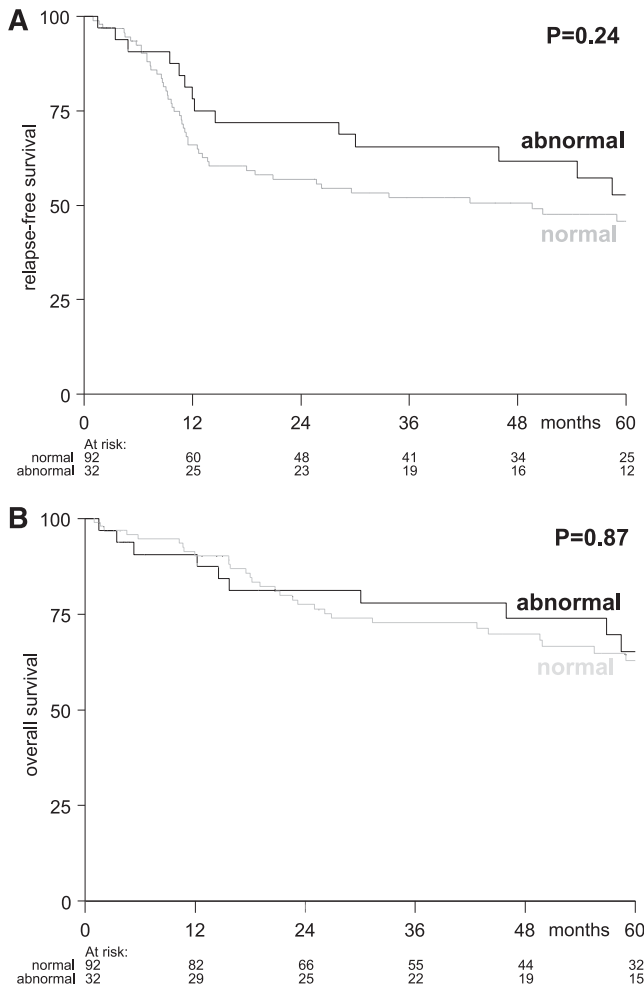 A
P=0.24
100
75
50
25
0
relapse-free survival
abnormal
normal
0 12 24 36 48 months 60
At risk:
normal 92 60 48 41 34 25
abnormal 32 25 23 19 16 12
B
P=0.87
100
75
50
25
0
overall survival
abnormal
normal
0 12 24 36 48 months 60
At risk:
normal 92 82 66 55 44 32
abnormal 32 29 25 22 19 15